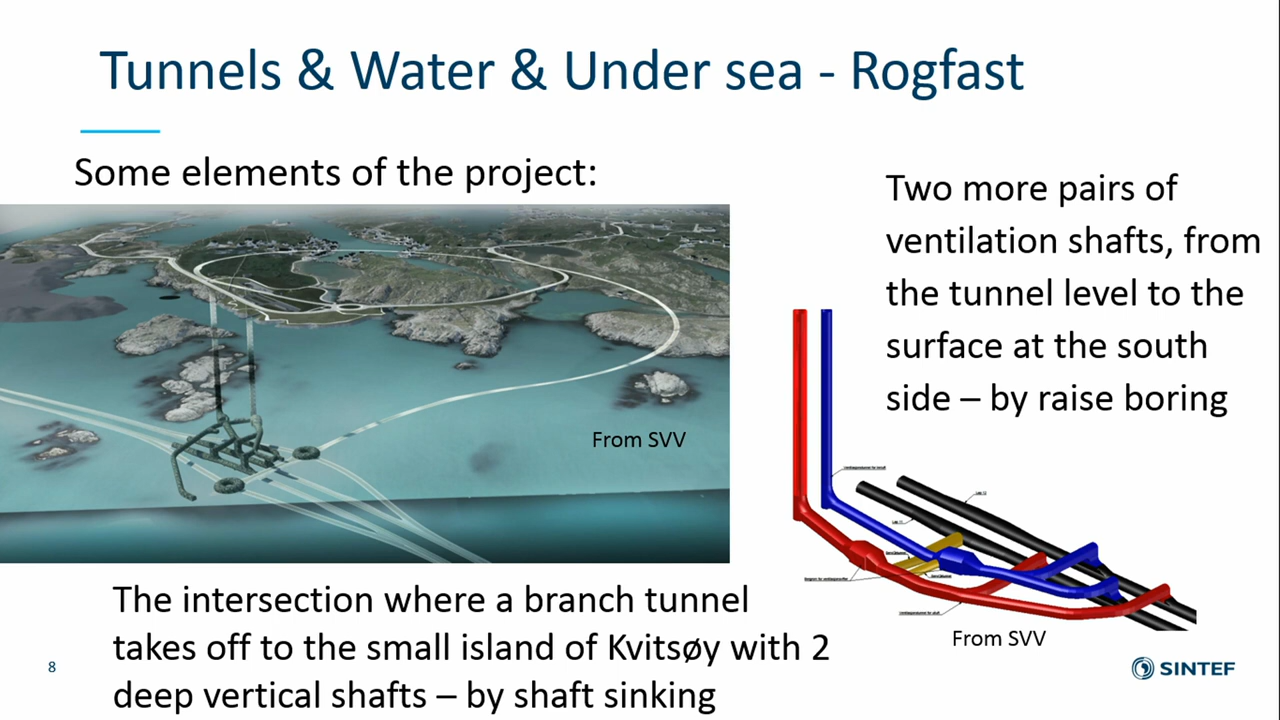 Tunnels & Water & Under sea - Rogfast
Some elements of the project:
From SVV
The intersection where a branch tunnel
takes off to the small island of Kvitsøy with 2
deep vertical shafts – by shaft sinking
Two more pairs of
ventilation shafts, from
the tunnel level to the
surface at the south
side – by raise boring
From SVV
8
SINTEF